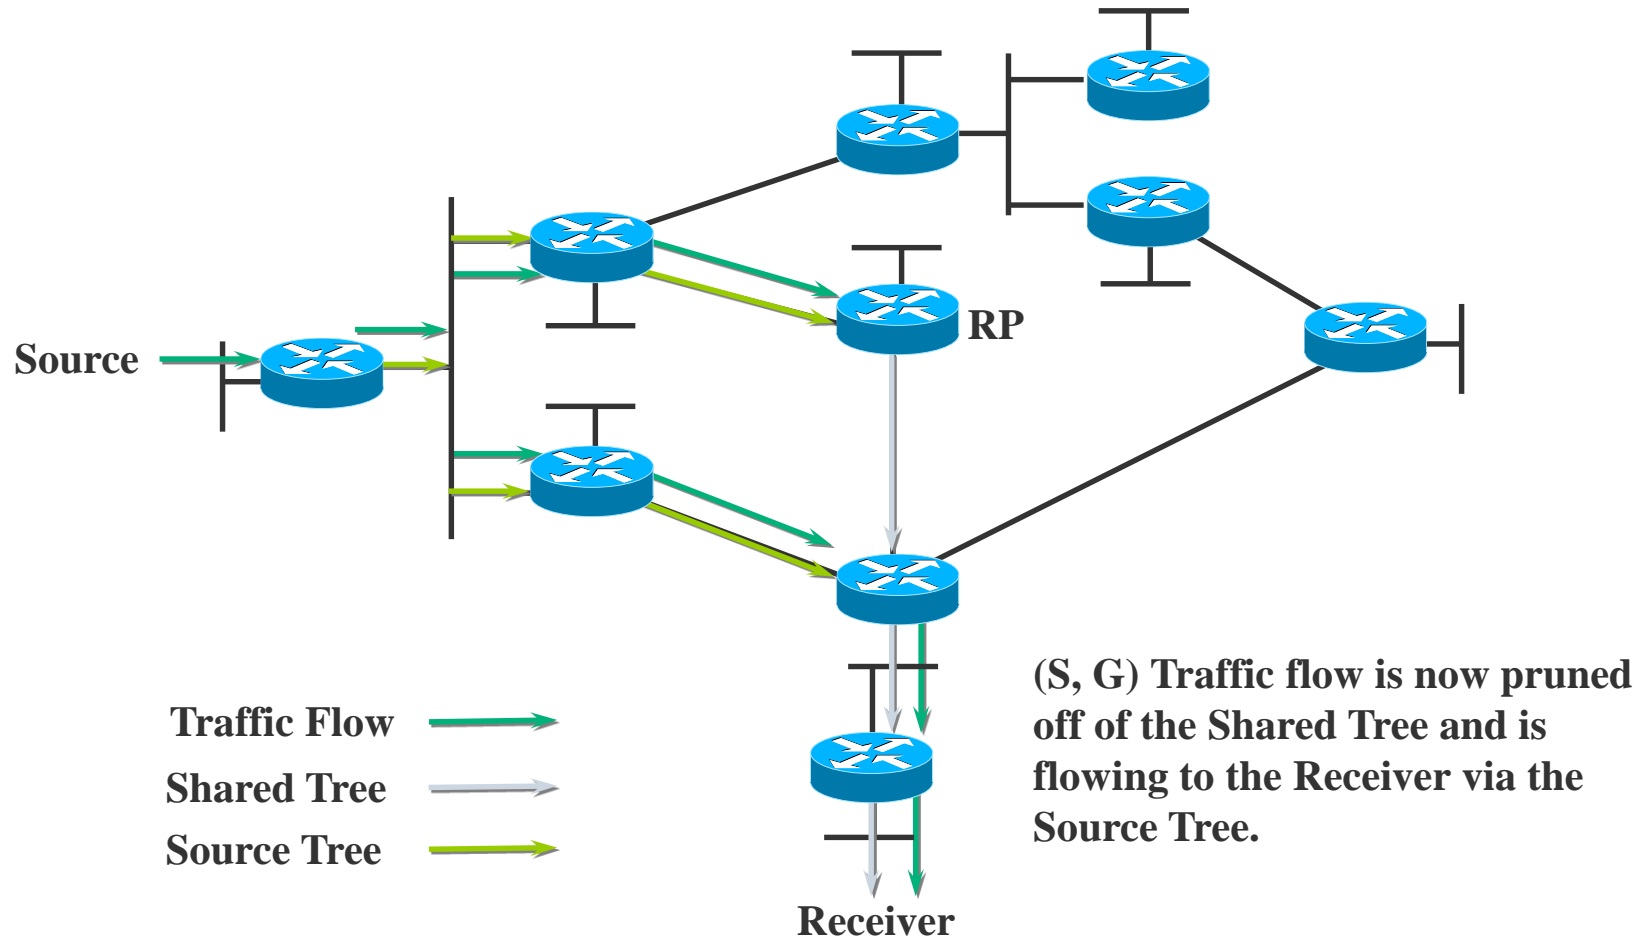 Source
RP
Traffic Flow
Shared Tree
Source Tree
(S, G) Traffic flow is now pruned
off of the Shared Tree and is
flowing to the Receiver via the
Source Tree.
Receiver